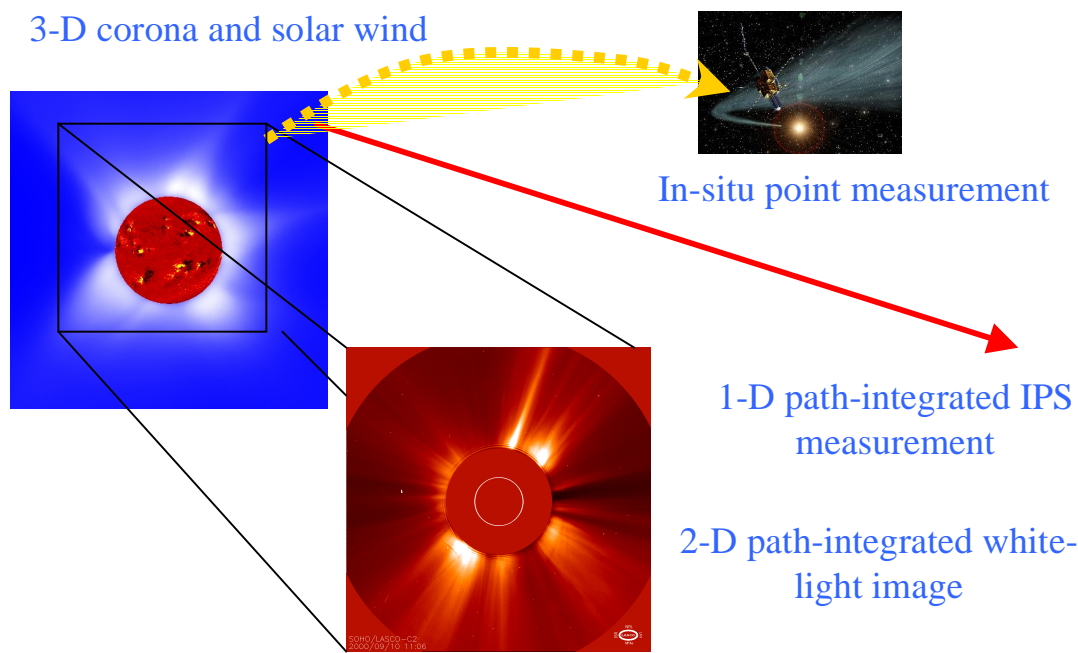 3-D corona and solar wind
In-situ point measurement
1-D path-integrated IPS
measurement
2-D path-integrated white-
light image
SOHO/LASCO-C2
2000/09/10 11:06
LASCO